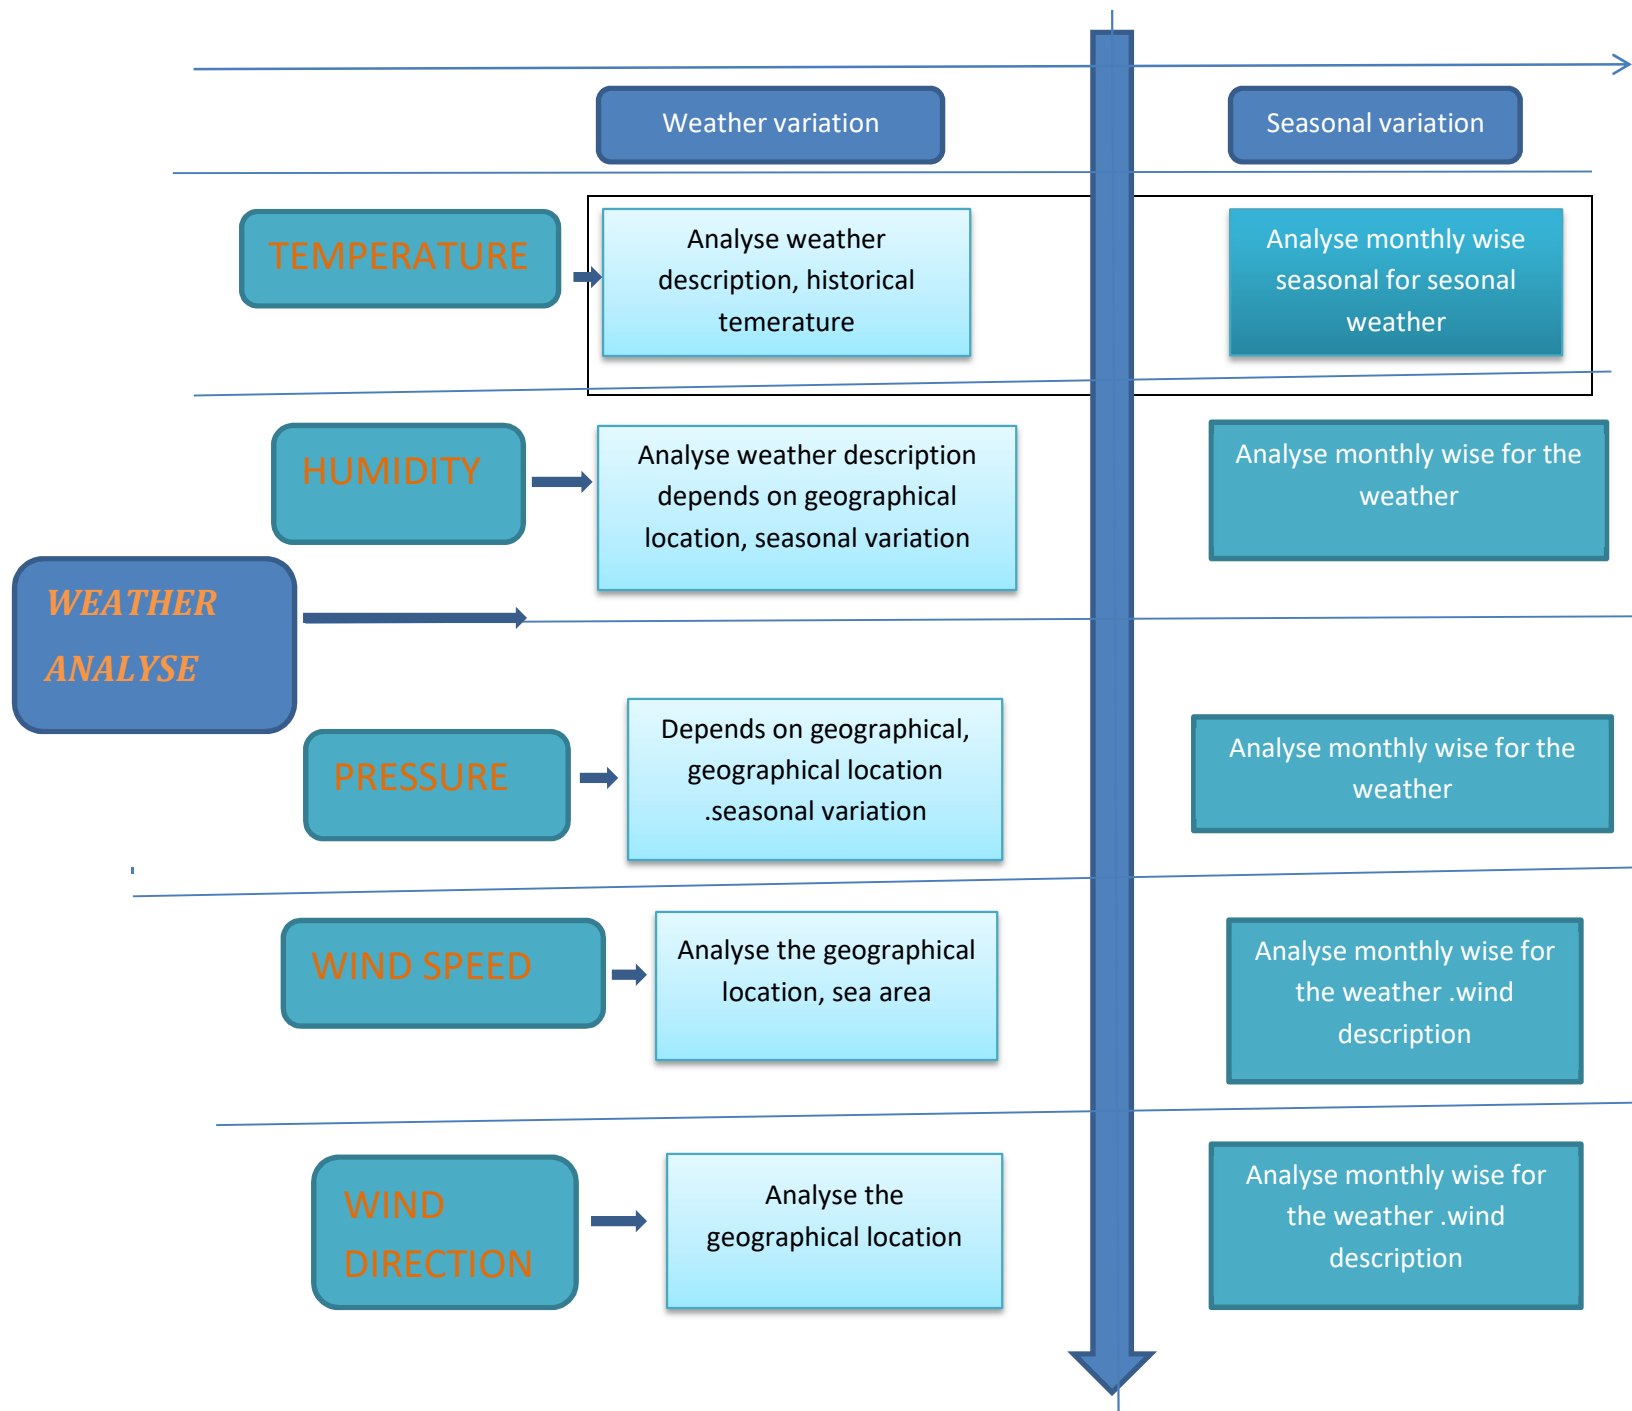 Weather variation
Seasonal variation
TEMPERATURE
Analyse weather
description, historical
temerature
Analyse monthly wise
seasonal for sesonal
weather
HUMIDITY
Analyse weather description
depends on geographical
location, seasonal variation
Analyse monthly wise for the
weather
WEATHER
ANALYSE
PRESSURE
Depends on geographical,
geographical location
.seasonal variation
Analyse monthly wise for the
weather
WIND SPEED
Analyse the geographical
location, sea area
Analyse monthly wise for
the weather .wind
description
WIND
DIRECTION
Analyse the
geographical location
Analyse monthly wise for
the weather .wind
description